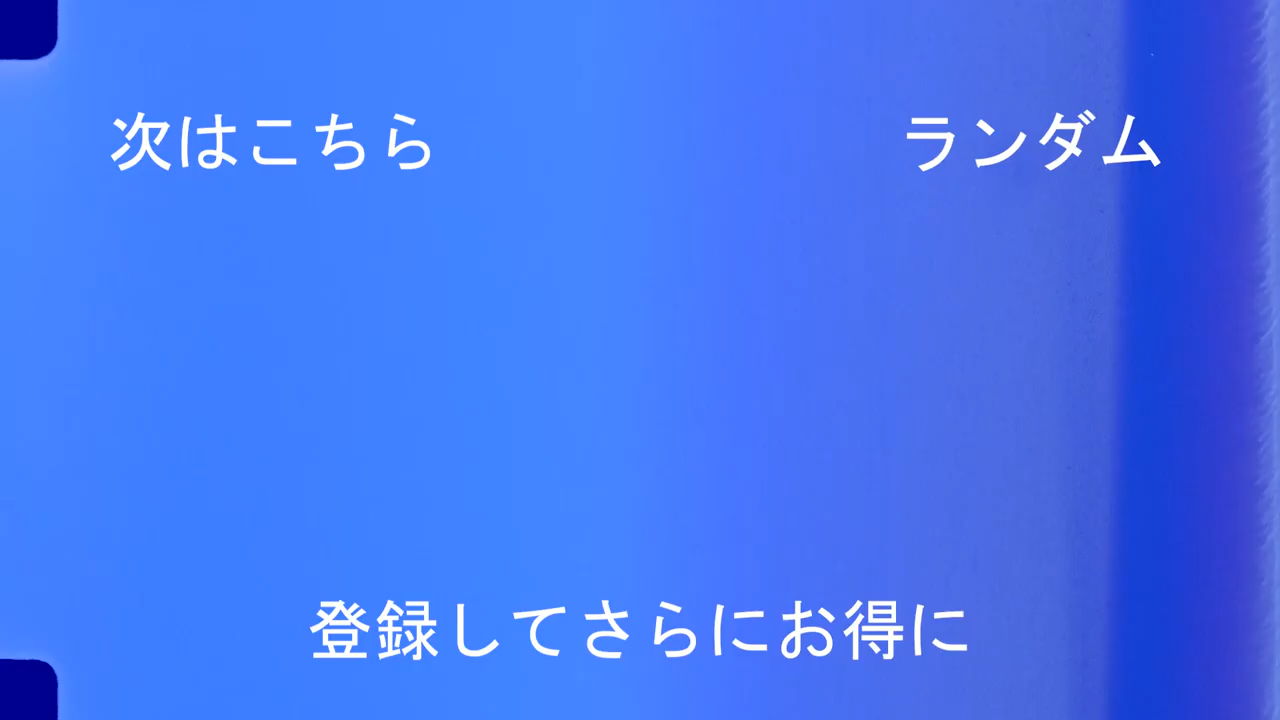 次はこちら
ランダム
登録してさらにお得に